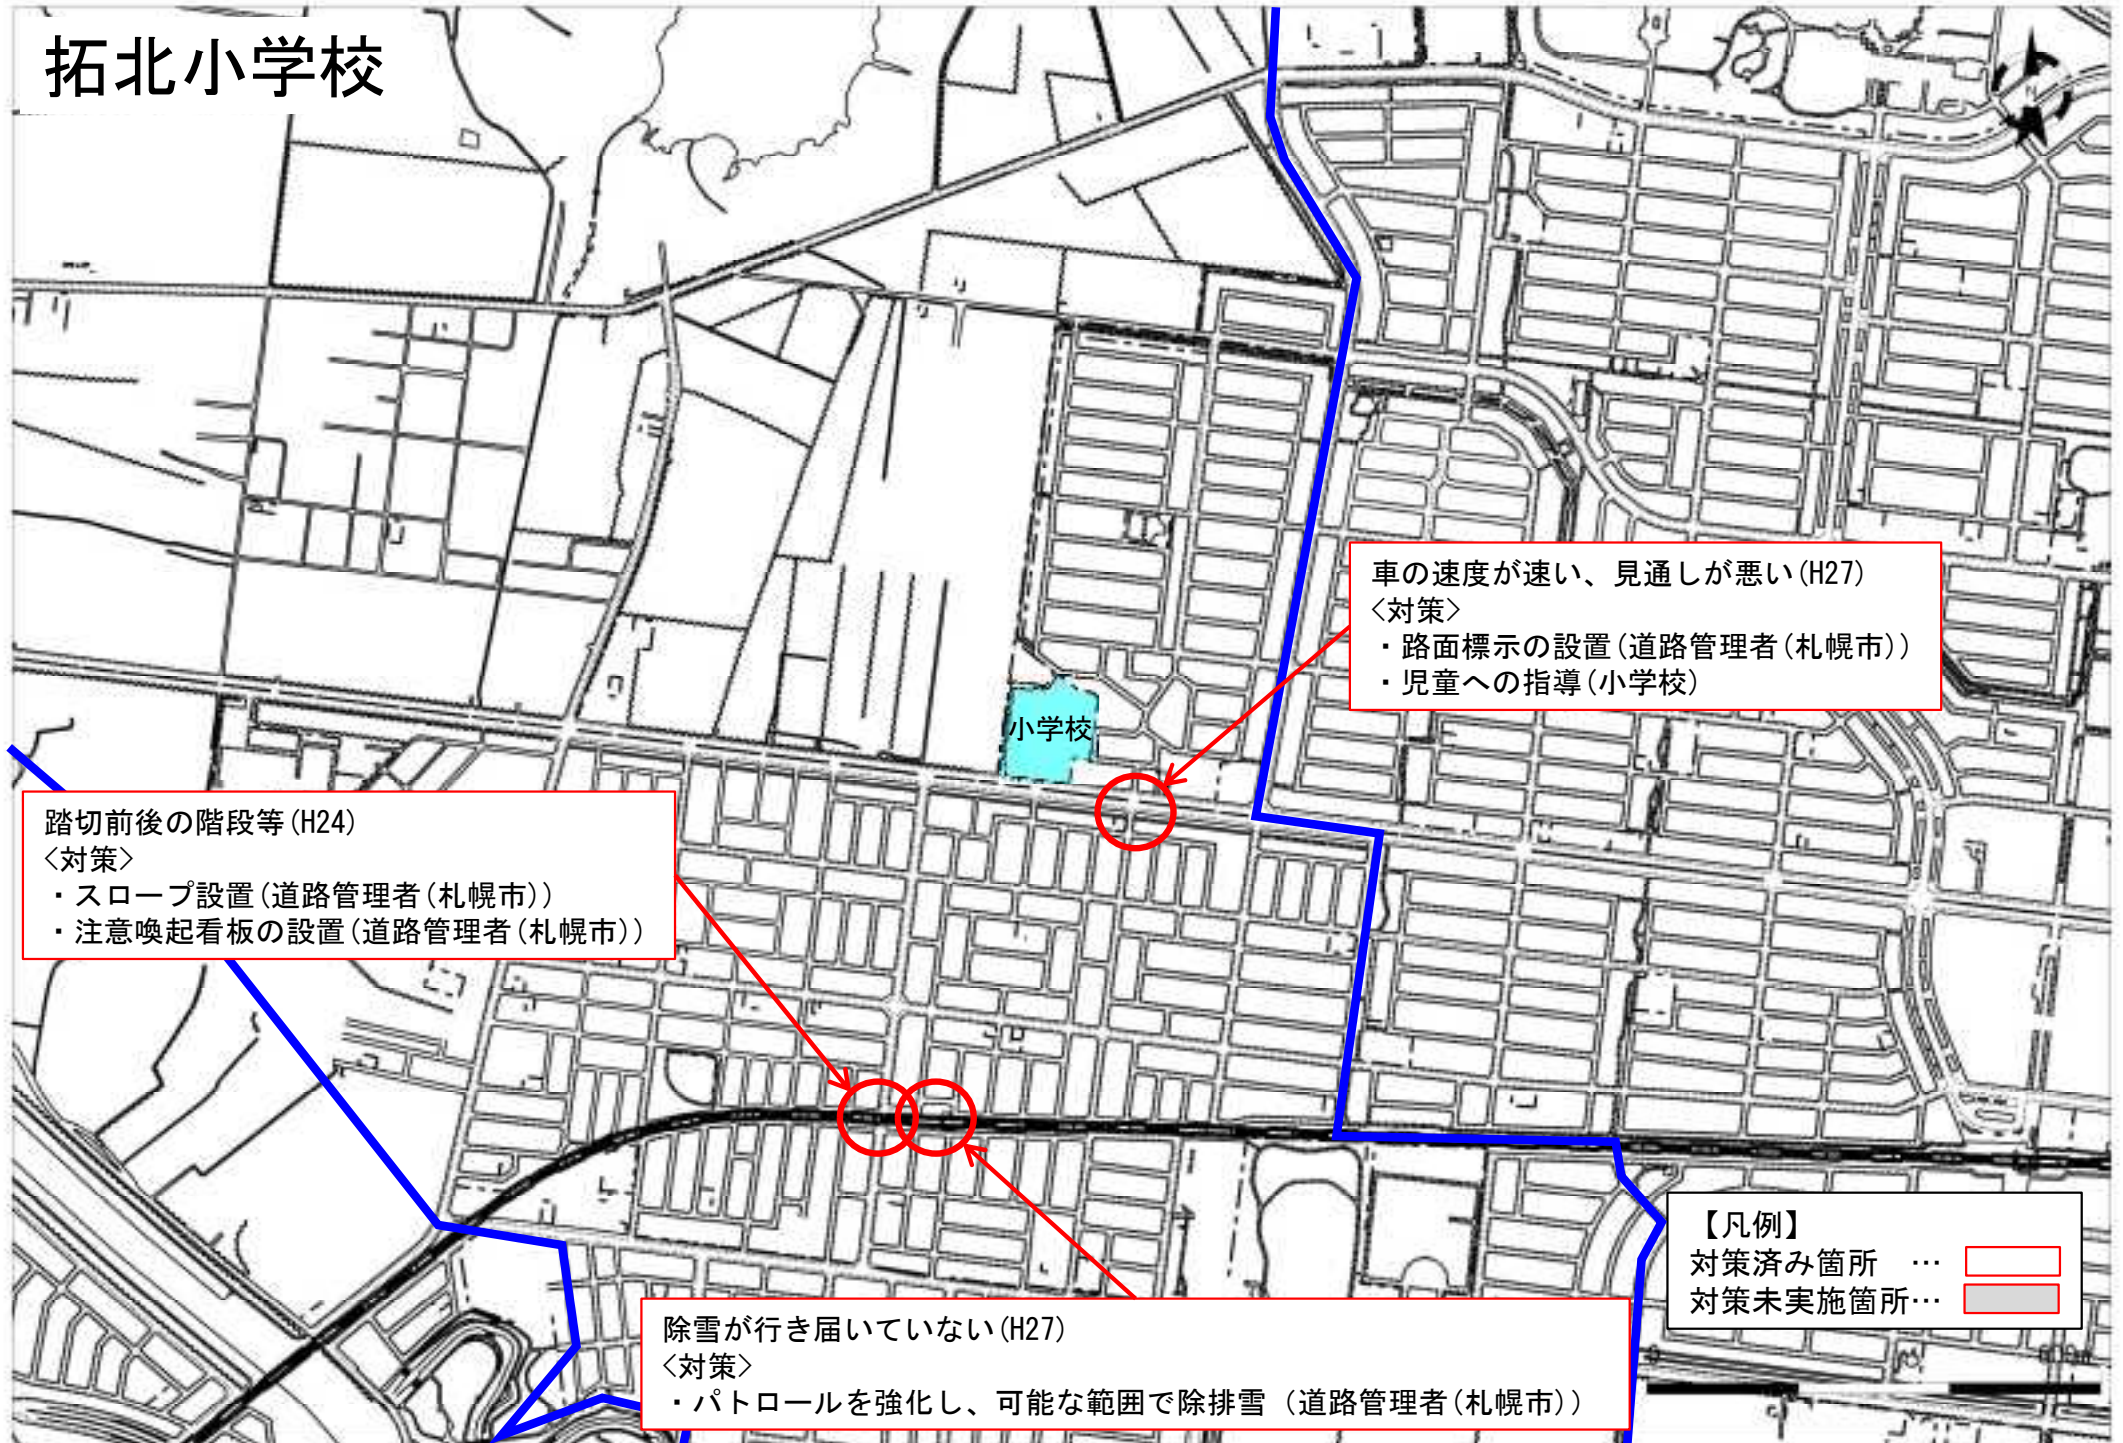 拓北小学校
車の速度が速い、見通しが悪い(H27)
<対策>
・路面標示の設置(道路管理者(札幌市))
・児童への指導(小学校)
小学校
踏切前後の階段等(H24)
<対策>
・スロープ設置(道路管理者(札幌市))
・注意喚起看板の設置(道路管理者(札幌市))
【凡例】
対策済み箇所 …
対策未実施箇所…
除雪が行き届いていない(H27)
<対策>
・パトロールを強化し、可能な範囲で除排雪 (道路管理者(札幌市))